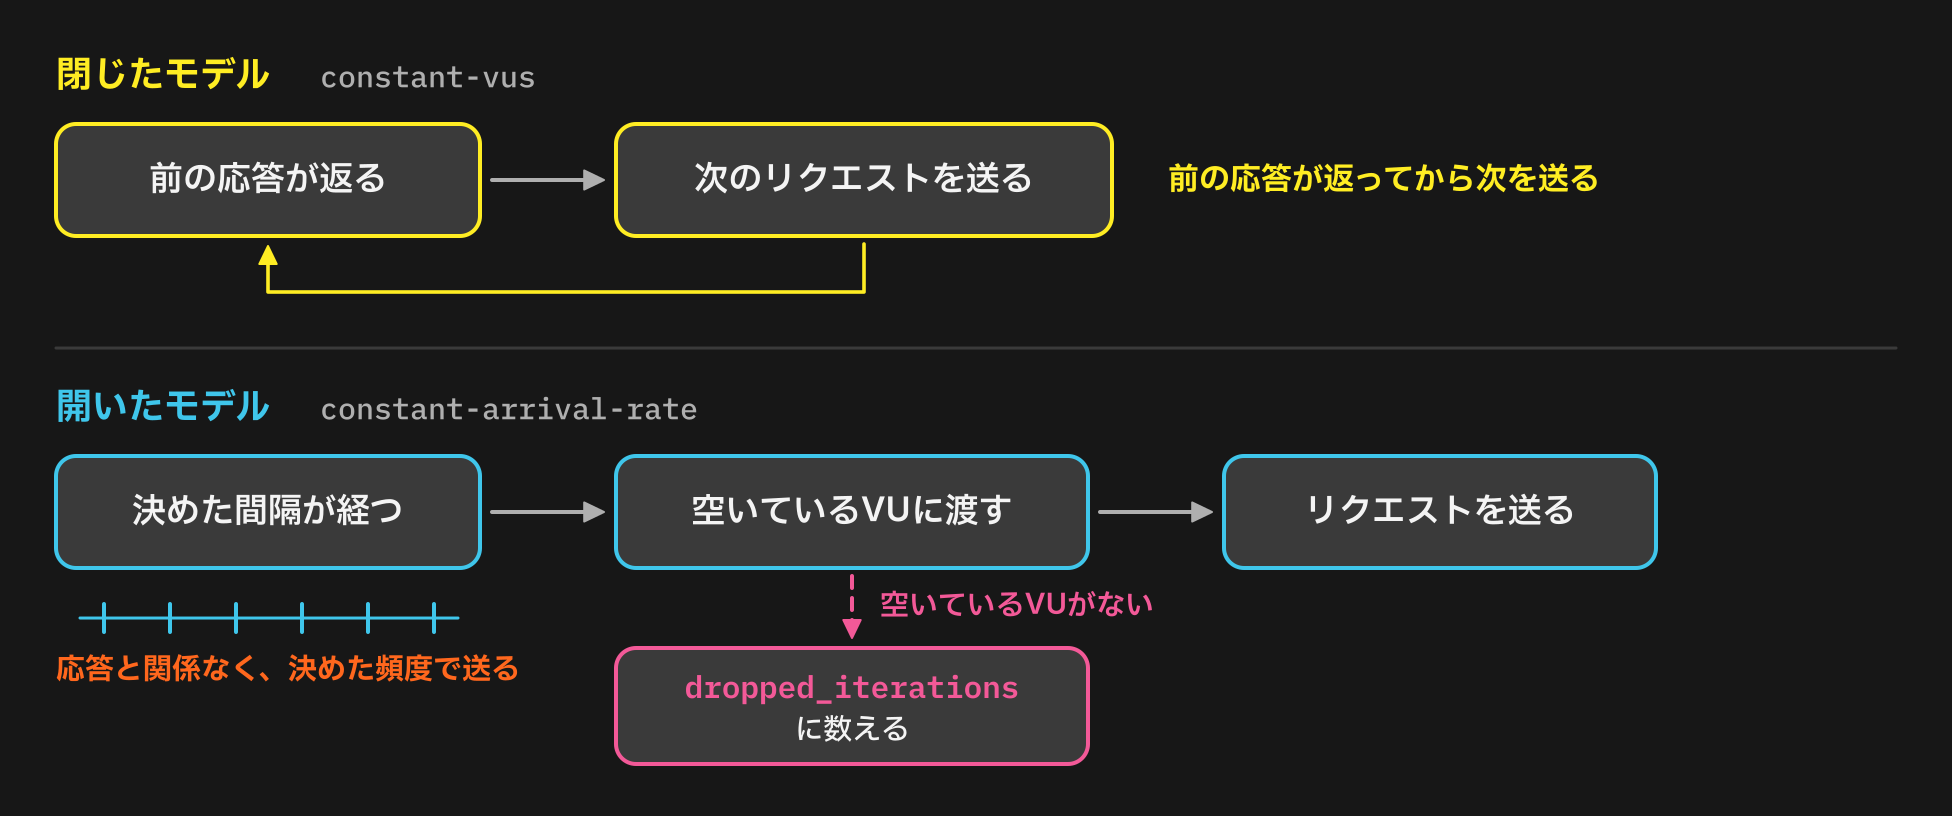 閉じたモデル constant-vus
前の応答が返る
次のリクエストを送る
前の応答が返ってから次を送る
開いたモデル constant-arrival-rate
決めた間隔が経つ
空いているVUに渡す
リクエストを送る
空いているVUがない
応答と関係なく、決めた頻度で送る
dropped_iterations
に数える